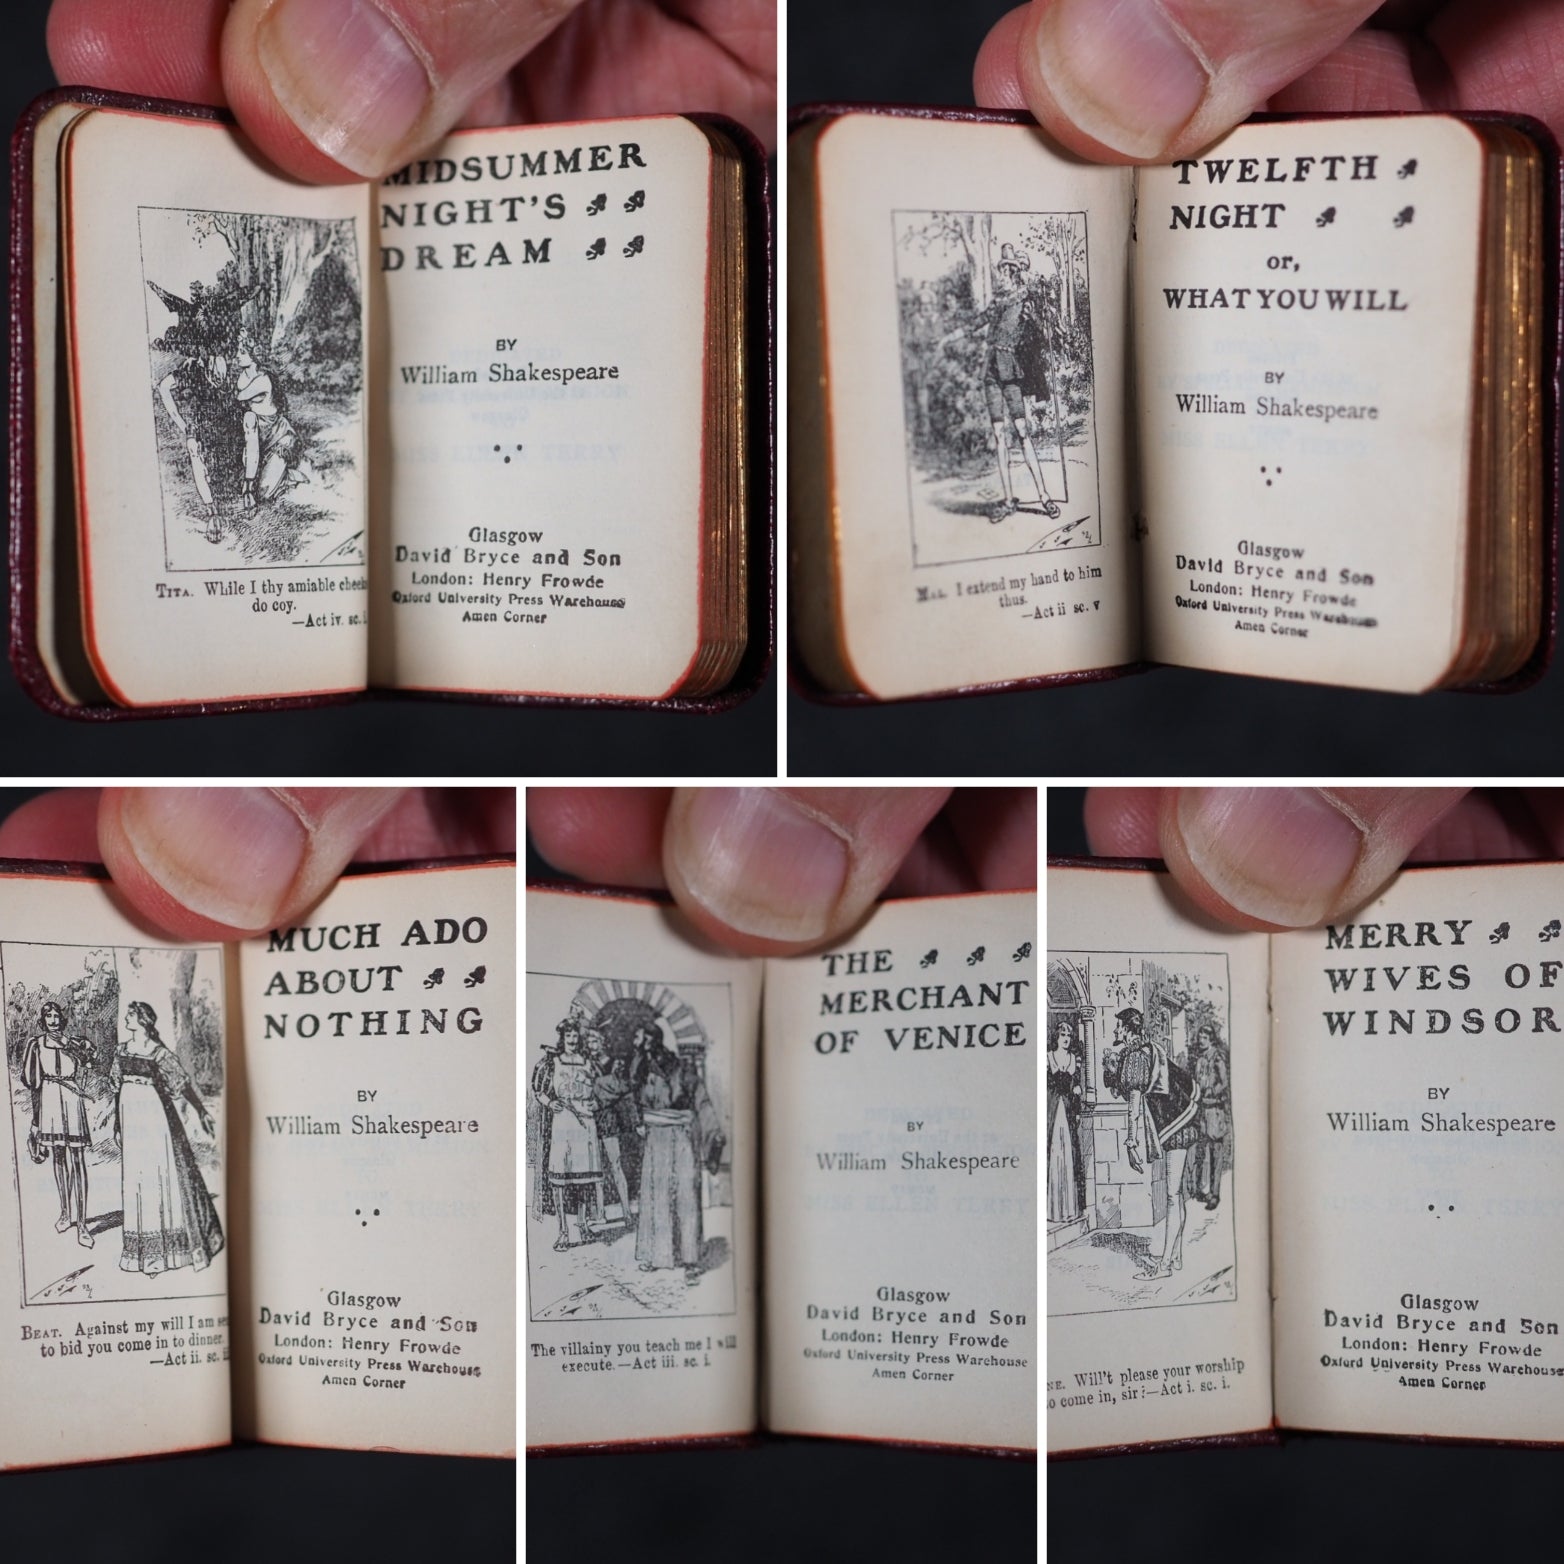 MIDSUMMER
NIGHT'S
DREAM
BY
William Shakespeare
Glasgow
David Bryce and Son
London: Henry Frowde
Oxford University Press Warehouse
Amen Corner
TITA. While I thy amiable cheeks
do coy.
—Act iv. sc. i
TWELFTH
NIGHT
or,
WHAT YOU WILL
BY
William Shakespeare
Glasgow
David Bryce and Son
London: Henry Frowde
Oxford University Press Warehouse
Amen Corner
MAL. I extend my hand to him
thus.
—Act ii sc. v
MUCH ADO
ABOUT
NOTHING
BY
William Shakespeare
Glasgow
David Bryce and Son
London: Henry Frowde
Oxford University Press Warehouse
Amen Corner
BEAT. Against my will I am
to bid you come in to dinner.
—Act ii. sc.
THE
MERCHANT
OF VENICE
BY
William Shakespeare
Glasgow
David Bryce and Son
London: Henry Frowde
Oxford University Press Warehouse
Amen Corner
The villainy you teach me I will
execute.—Act iii. sc. i.
MERRY
WIVES OF
WINDSOR
BY
William Shakespeare
Glasgow
David Bryce and Son
London: Henry Frowde
Oxford University Press Warehouse
Amen Corner
NE. Will't please your worship
o come in, sir?—Act i. sc. i.